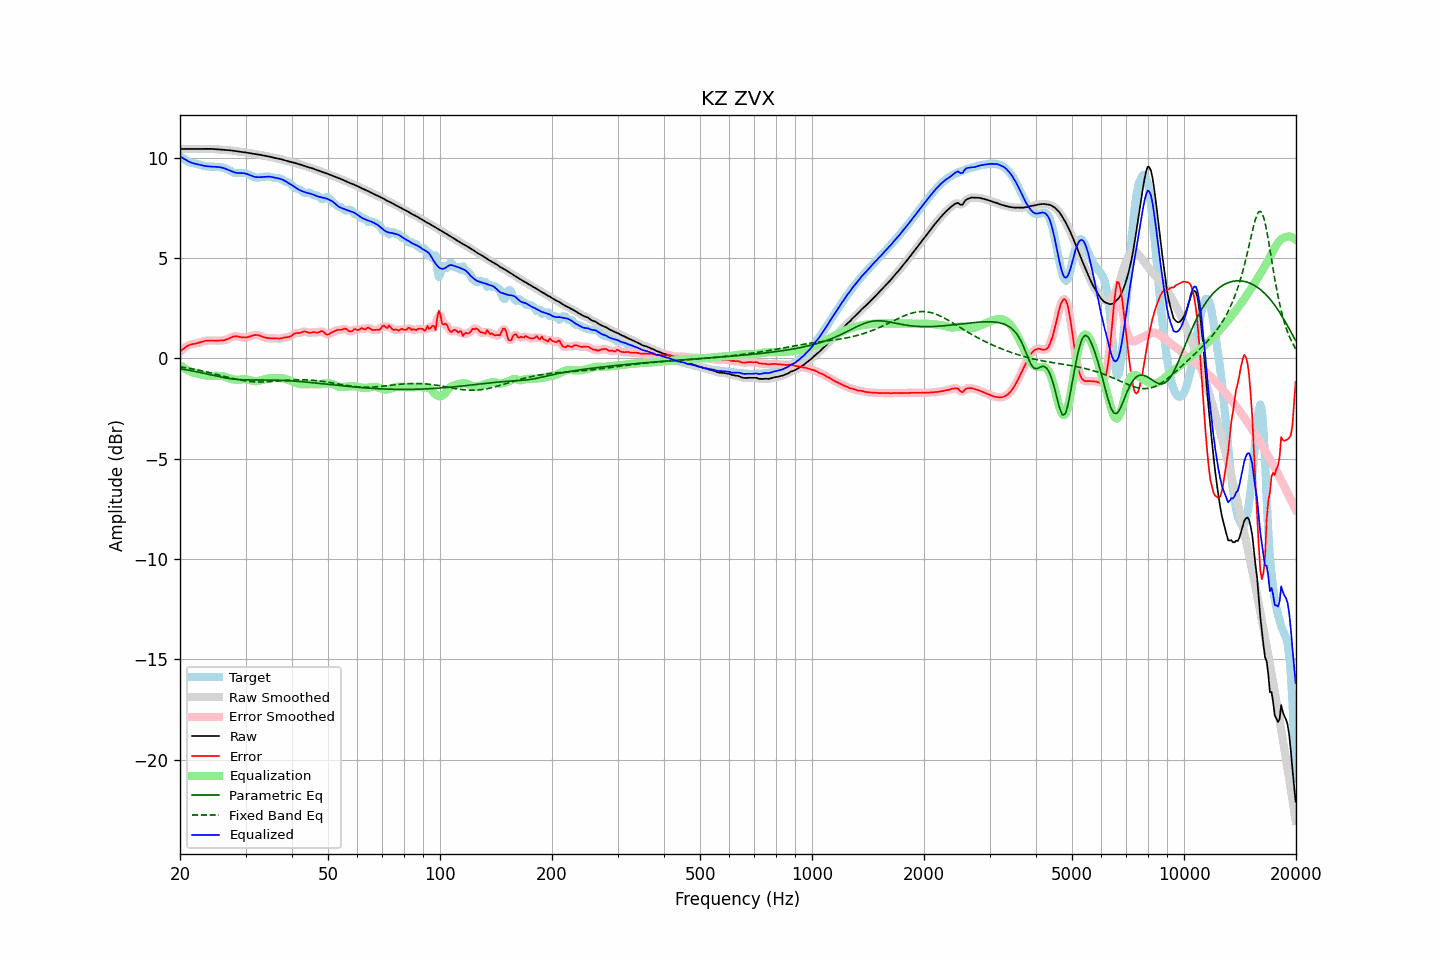 KZ ZVX
Amplitude (dBr)
10
5
0
−5
−10
−15
−20
Target
Raw Smoothed
Error Smoothed
Raw
Error
Equalization
Parametric Eq
Fixed Band Eq
Equalized
20 50 100 200 500 1000 2000 5000 10000 20000
Frequency (Hz)